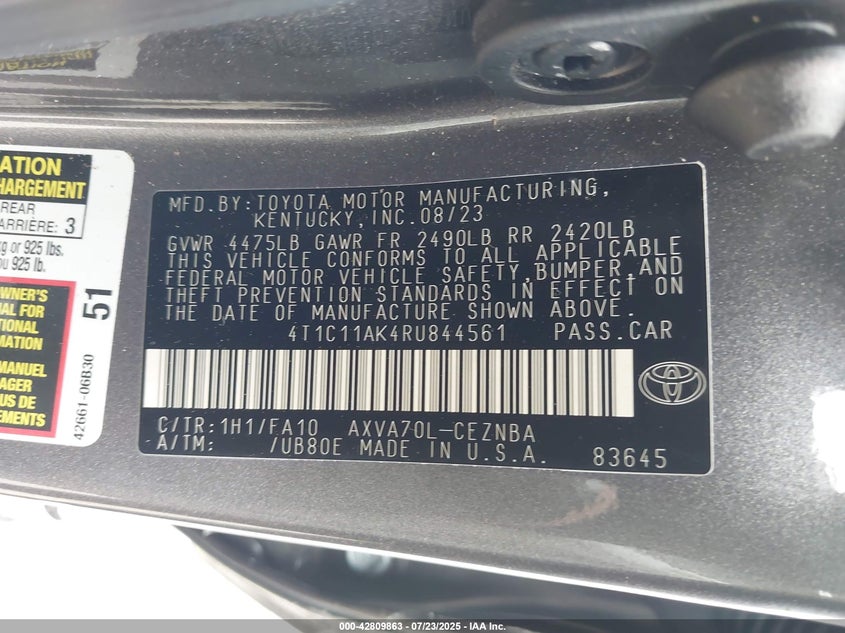 ATION
HARGEMENT
REAR
ARRIÈRE: 3
kg or 925 lbs.
ou 925 lb.
WNER'S
AL FOR
TIONAL
MATION
MANUEL
AGER
US DE
EMENTS
51
42661-06B30
MFD.BY:TOYOTA MOTOR MANUFACTURING,
KENTUCKY,INC.08/23
GVWR 4475LB GAWR FR 2490LB RR 2420LB
THIS VEHICLE CONFORMS TO ALL APPLICABLE
FEDERAL MOTOR VEHICLE SAFETY,BUMPER,AND
THEFT PREVENTION STANDARDS IN EFFECT ON
THE DATE OF MANUFACTURE SHOWN ABOVE.
4T1C11AK4RU844561 PASS.CAR
C/TR:1H1/FA10 AXVA70L-CEZNBA
A/TM: /UB80E MADE IN U.S.A. 83645
000-42809863 - 07/23/2025 - IAAI, Inc.